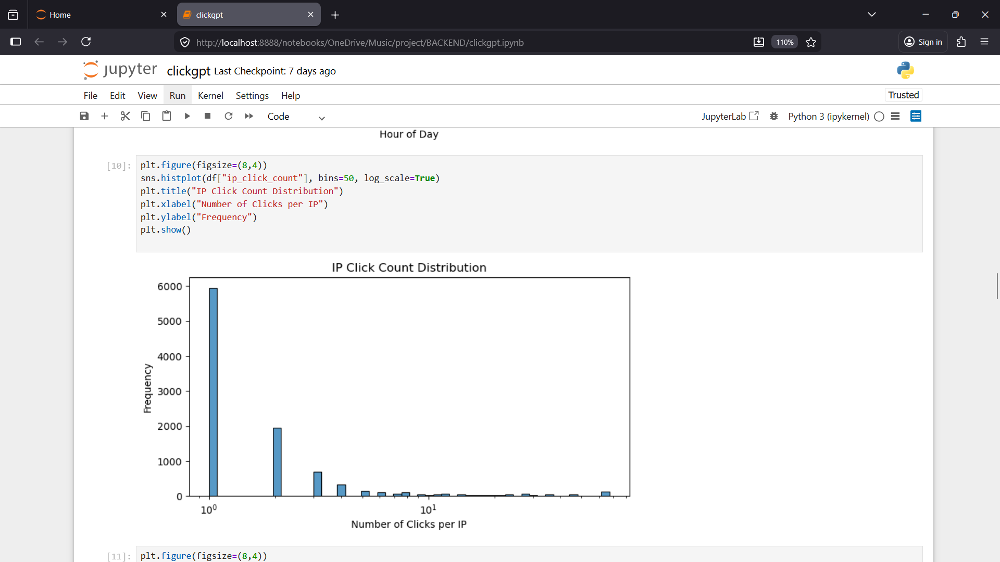 Home
clickgpt
http://localhost:8888/notebooks/OneDrive/Music/project/BACKEND/clickgpt.ipynb
110%
Sign in
jupyter clickgpt Last Checkpoint: 7 days ago
File Edit View Run Kernel Settings Help
Trusted
Code
JupyterLab
Python 3 (ipykernel)
Hour of Day
[10]: plt.figure(figsize=(8,4))
sns.histplot(df["ip_click_count"], bins=50, log_scale=True)
plt.title("IP Click Count Distribution")
plt.xlabel("Number of Clicks per IP")
plt.ylabel("Frequency")
plt.show()
IP Click Count Distribution
6000
5000
4000
3000
2000
1000
0
Frequency
10⁰ 10¹
Number of Clicks per IP
[11]: plt.figure(figsize=(8,4))